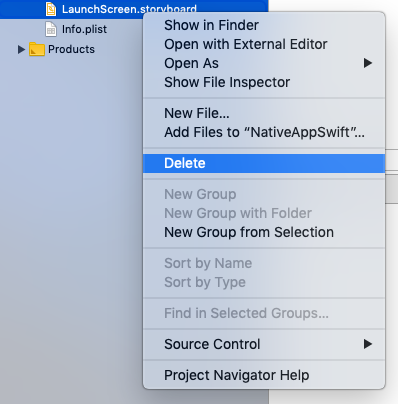 LaunchScreen.storyboard
Info.plist
Products
Show in Finder
Open with External Editor
Open As
Show File Inspector
New File...
Add Files to “NativeAppSwift”...
Delete
New Group
New Group with Folder
New Group from Selection
Sort by Name
Sort by Type
Find in Selected Groups...
Source Control
Project Navigator Help